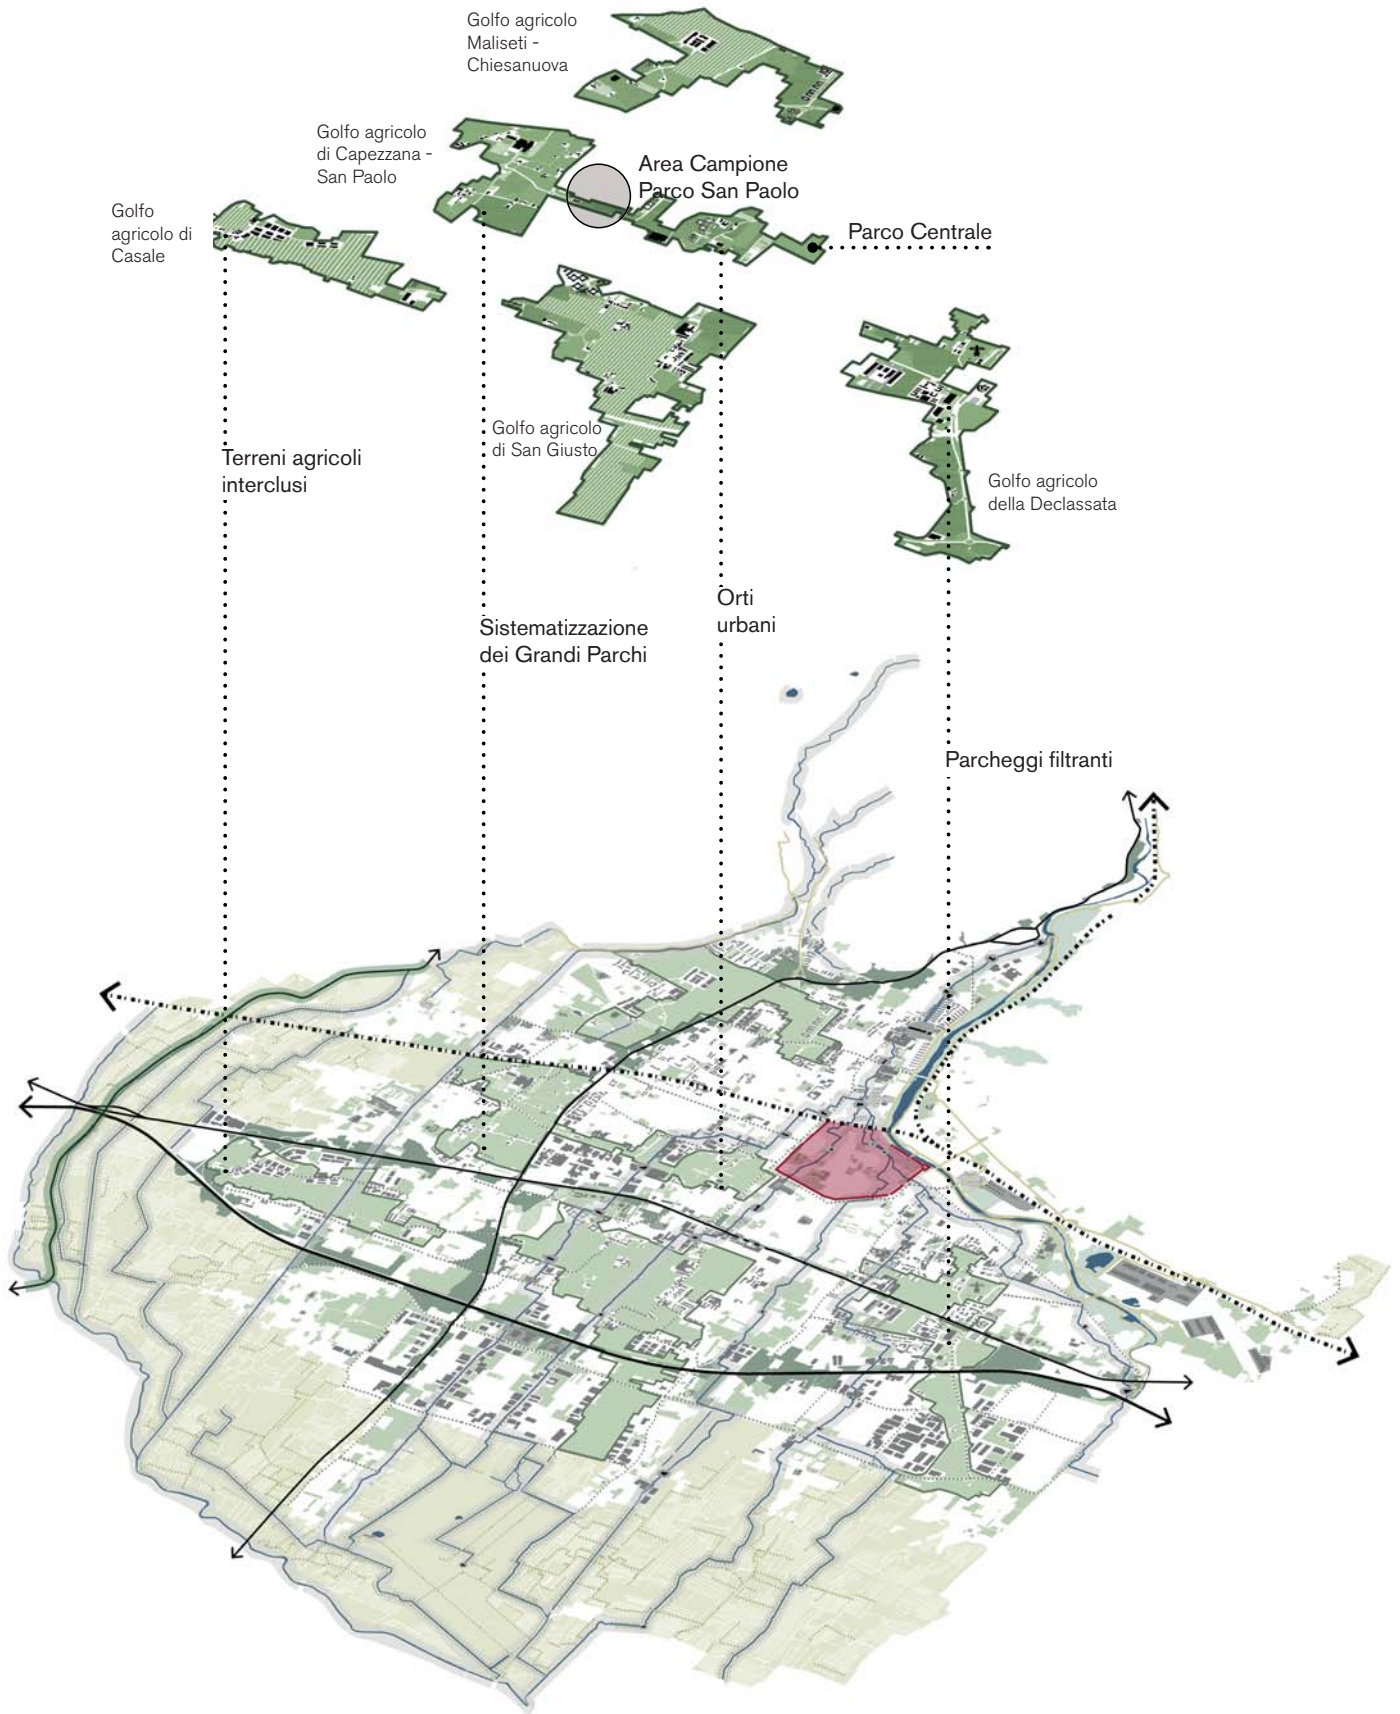 Golfo agricolo
Maliseti -
Chiesanuova
Golfo agricolo
di Capezzana -
San Paolo
Area Campione
Parco San Paolo
Golfo
agricolo di
Casale
Parco Centrale
Golfo agricolo
di San Giusto
Terreni agricoli
interclusi
Golfo agricolo
della Declassata
Orti
urbani
Sistematizzazione
dei Grandi Parchi
Parcheggi filtranti